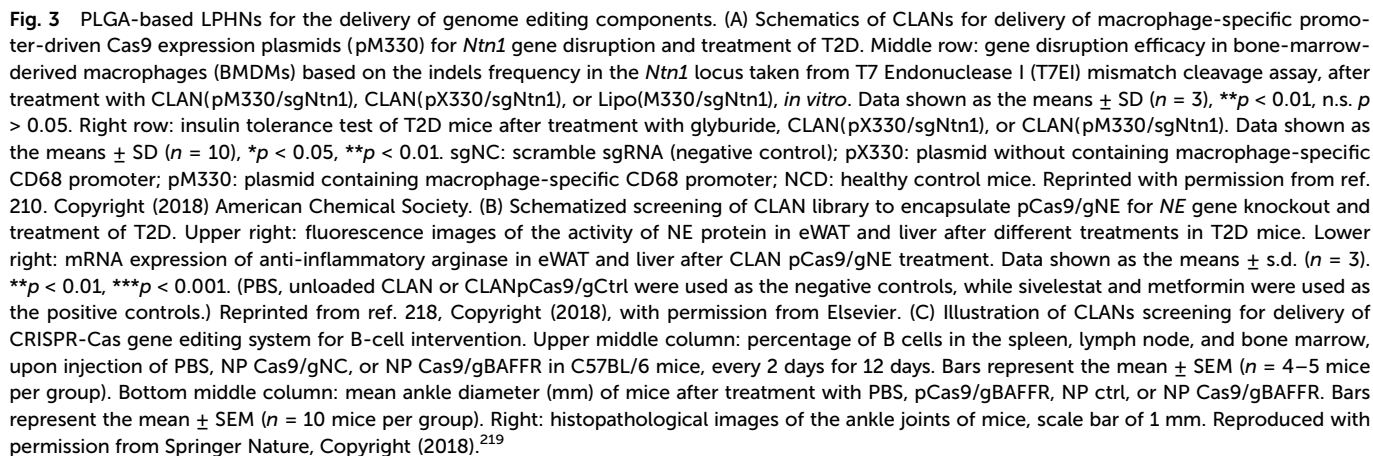 Fig. 3 PLGA-based LPHNs for the delivery of genome editing components. (A) Schematics of CLANs for delivery of macrophage-specific promo-
ter-driven Cas9 expression plasmids (pM330) for Ntn1 gene disruption and treatment of T2D. Middle row: gene disruption efficacy in bone-marrow-
derived macrophages (BMDMs) based on the indels frequency in the Ntn1 locus taken from T7 Endonuclease I (T7EI) mismatch cleavage assay, after
treatment with CLAN(pM330/sgNtn1), CLAN(pX330/sgNtn1), or Lipo(M330/sgNtn1), in vitro. Data shown as the means ± SD (n = 3), **p < 0.01, n.s. p
> 0.05. Right row: insulin tolerance test of T2D mice after treatment with glyburide, CLAN(pX330/sgNtn1), or CLAN(pM330/sgNtn1). Data shown as
the means ± SD (n = 10), *p < 0.05, **p < 0.01. sgNC: scramble sgRNA (negative control); pX330: plasmid without containing macrophage-specific
CD68 promoter; pM330: plasmid containing macrophage-specific CD68 promoter; NCD: healthy control mice. Reprinted with permission from ref.
210. Copyright (2018) American Chemical Society. (B) Schematized screening of CLAN library to encapsulate pCas9/gNE for NE gene knockout and
treatment of T2D. Upper right: fluorescence images of the activity of NE protein in eWAT and liver after different treatments in T2D mice. Lower
right: mRNA expression of anti-inflammatory arginase in eWAT and liver after CLAN pCas9/gNE treatment. Data shown as the means ± s.d. (n = 3).
**p < 0.01, ***p < 0.001. (PBS, unloaded CLAN or CLANpCas9/gCtrl were used as the negative controls, while sivelestat and metformin were used as
the positive controls.) Reprinted from ref. 218, Copyright (2018), with permission from Elsevier. (C) Illustration of CLANs screening for delivery of
CRISPR-Cas gene editing system for B-cell intervention. Upper middle column: percentage of B cells in the spleen, lymph node, and bone marrow,
upon injection of PBS, NP Cas9/gNC, or NP Cas9/gBAFFR in C57BL/6 mice, every 2 days for 12 days. Bars represent the mean ± SEM (n = 4–5 mice
per group). Bottom middle column: mean ankle diameter (mm) of mice after treatment with PBS, pCas9/gBAFFR, NP ctrl, or NP Cas9/gBAFFR. Bars
represent the mean ± SEM (n = 10 mice per group). Right: histopathological images of the ankle joints of mice, scale bar of 1 mm. Reproduced with
permission from Springer Nature, Copyright (2018).219